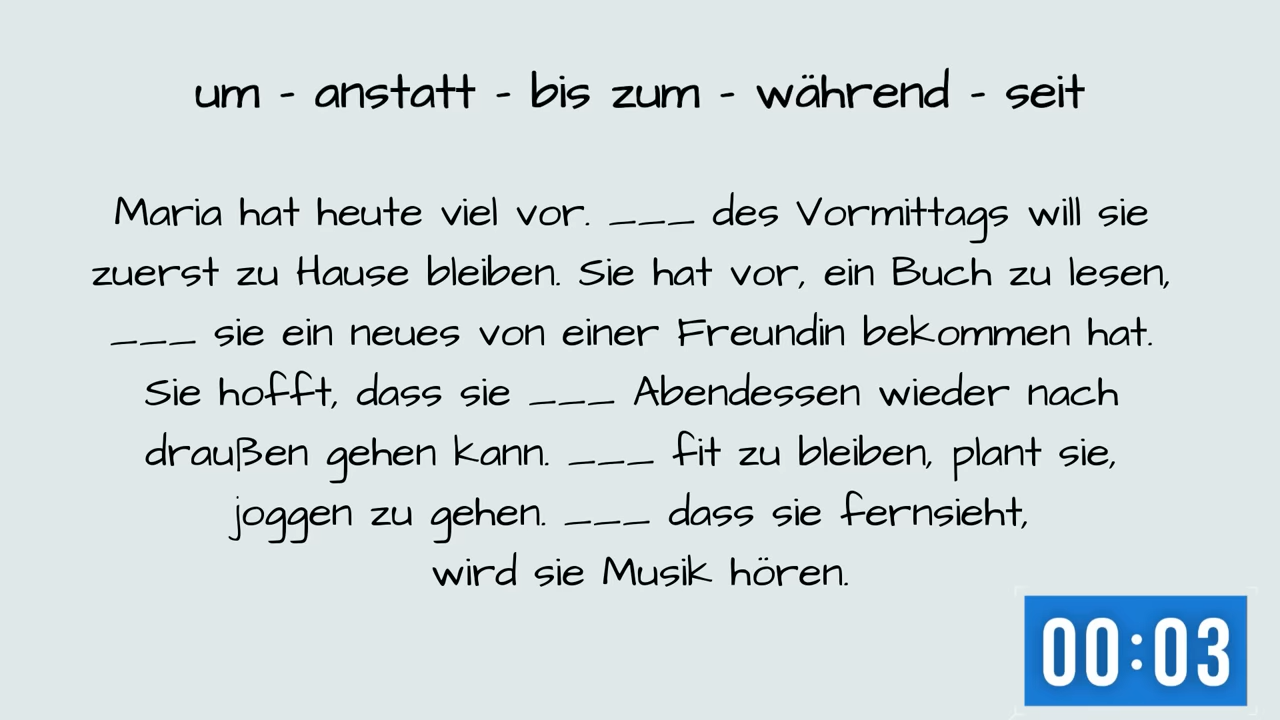 um - anstatt - bis zum - während - seit
Maria hat heute viel vor. ___ des Vormittags will sie
zuerst zu Hause bleiben. Sie hat vor, ein Buch zu lesen,
___ sie ein neues von einer Freundin bekommen hat.
Sie hofft, dass sie ___ Abendessen wieder nach
draußen gehen kann. ___ fit zu bleiben, plant sie,
joggen zu gehen. ___ dass sie fernsieht,
wird sie Musik hören.
00:03